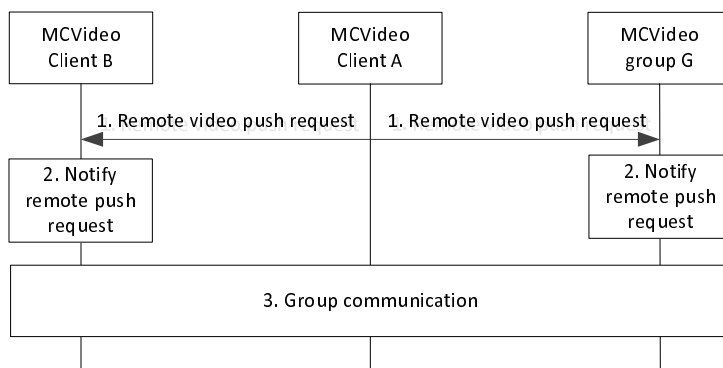 MCVideo
Client B
MCVideo
Client A
MCVideo
group G
1. Remote video push request
1. Remote video push request
2. Notify
remote push
request
2. Notify
remote push
request
3. Group communication